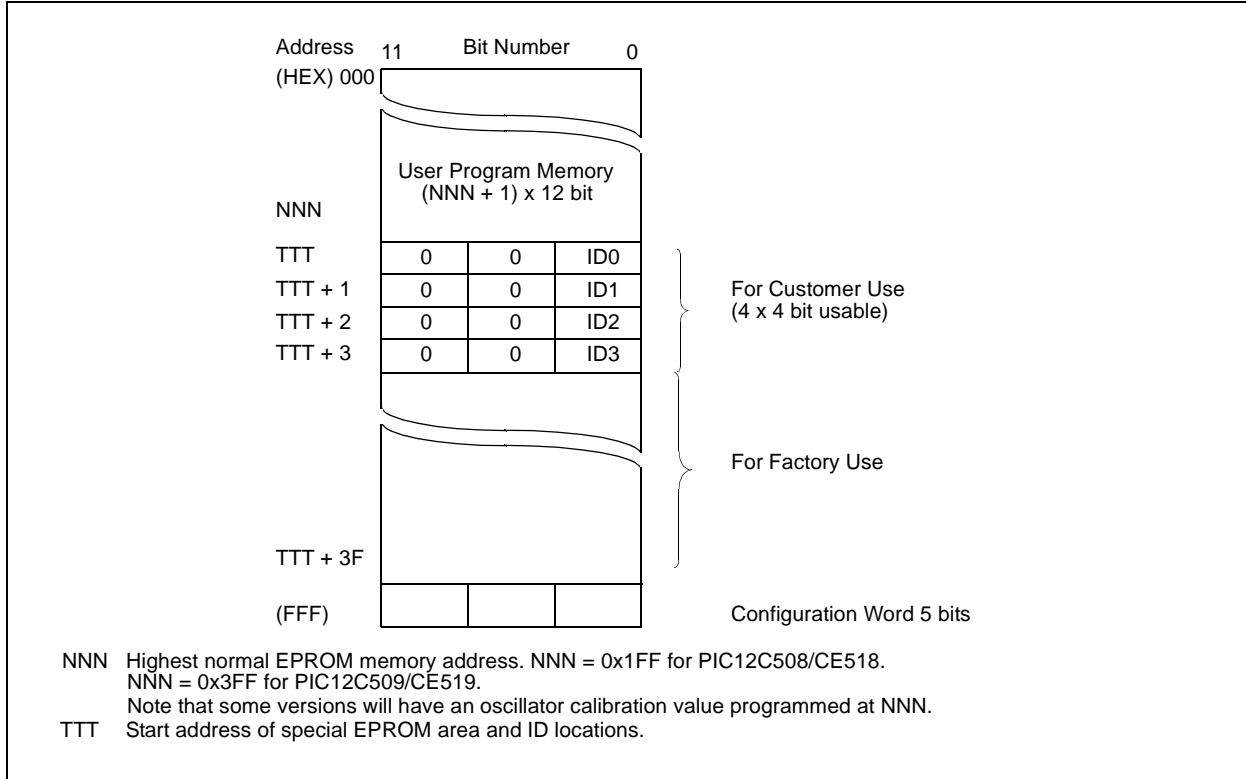 Address 11 Bit Number 0
(HEX) 000
User Program Memory
(NNN + 1) x 12 bit
NNN
TTT 0 0 ID0
TTT + 1 0 0 ID1
TTT + 2 0 0 ID2
TTT + 3 0 0 ID3
For Customer Use
(4 x 4 bit usable)
For Factory Use
TTT + 3F
(FFF) Configuration Word 5 bits
NNN Highest normal EPROM memory address. NNN = 0x1FF for PIC12C508/CE518.
NNN = 0x3FF for PIC12C509/CE519.
Note that some versions will have an oscillator calibration value programmed at NNN.
TTT Start address of special EPROM area and ID locations.